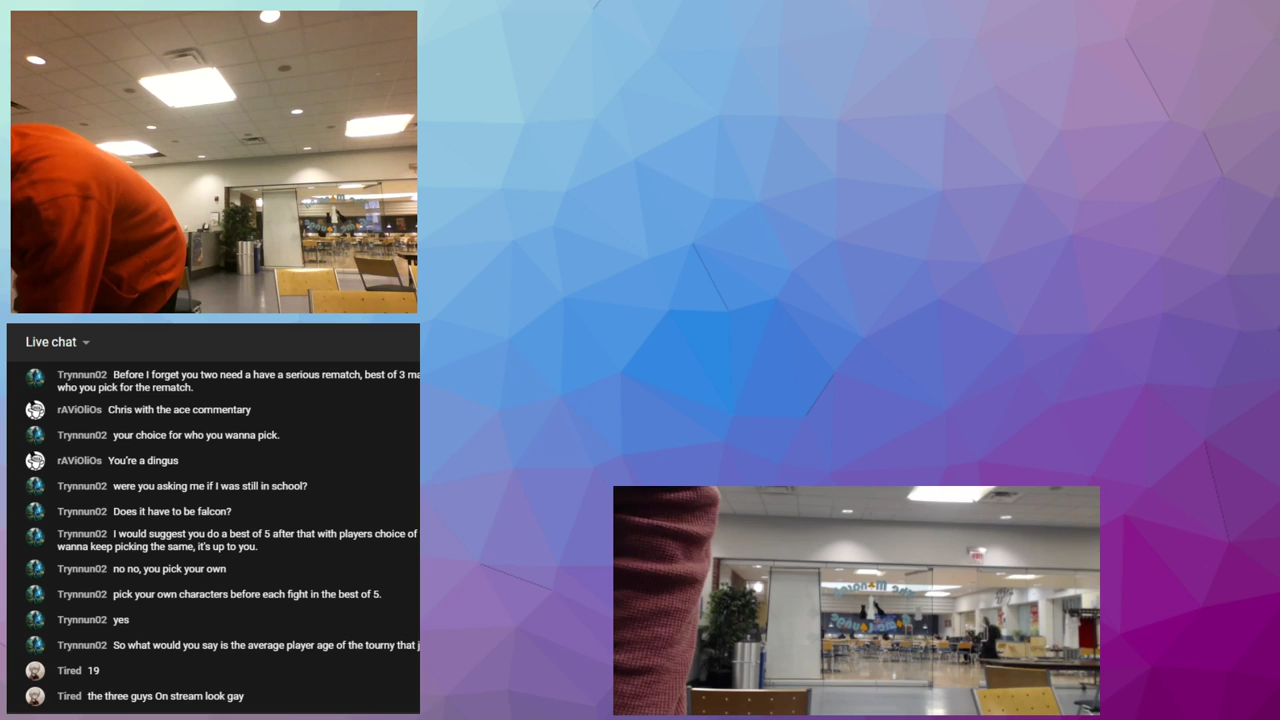 Live chat
Trynnun02 Before I forget you two need a have a serious rematch, best of 3 ma
who you pick for the rematch.
rAViOliOs Chris with the ace commentary
Trynnun02 your choice for who you wanna pick.
rAViOliOs You're a dingus
Trynnun02 were you asking me if I was still in school?
Trynnun02 Does it have to be falcon?
Trynnun02 I would suggest you do a best of 5 after that with players choice of
wanna keep picking the same, it's up to you.
Trynnun02 no no, you pick your own
Trynnun02 pick your own characters before each fight in the best of 5.
Trynnun02 yes
Trynnun02 So what would you say is the average player age of the tourny that j
Tired 19
Tired the three guys On stream look gay